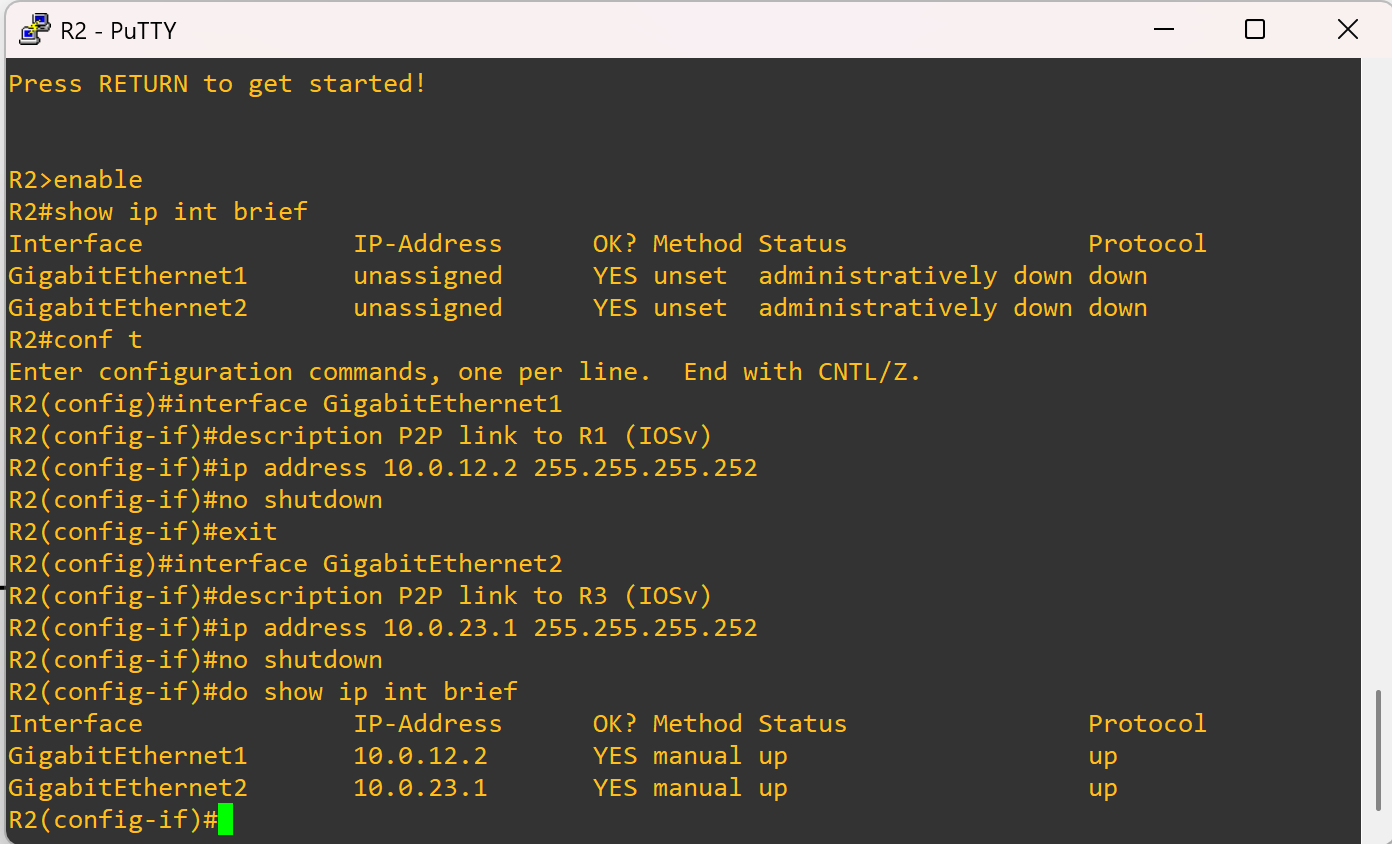 R2 - PuTTY
Press RETURN to get started!
R2>enable
R2#show ip int brief
Interface              IP-Address      OK? Method Status                Protocol
GigabitEthernet1       unassigned      YES unset  administratively down down
GigabitEthernet2       unassigned      YES unset  administratively down down
R2#conf t
Enter configuration commands, one per line.  End with CNTL/Z.
R2(config)#interface GigabitEthernet1
R2(config-if)#description P2P link to R1 (IOSv)
R2(config-if)#ip address 10.0.12.2 255.255.255.252
R2(config-if)#no shutdown
R2(config-if)#exit
R2(config)#interface GigabitEthernet2
R2(config-if)#description P2P link to R3 (IOSv)
R2(config-if)#ip address 10.0.23.1 255.255.255.252
R2(config-if)#no shutdown
R2(config-if)#do show ip int brief
Interface              IP-Address      OK? Method Status                Protocol
GigabitEthernet1       10.0.12.2       YES manual up                    up
GigabitEthernet2       10.0.23.1       YES manual up                    up
R2(config-if)#